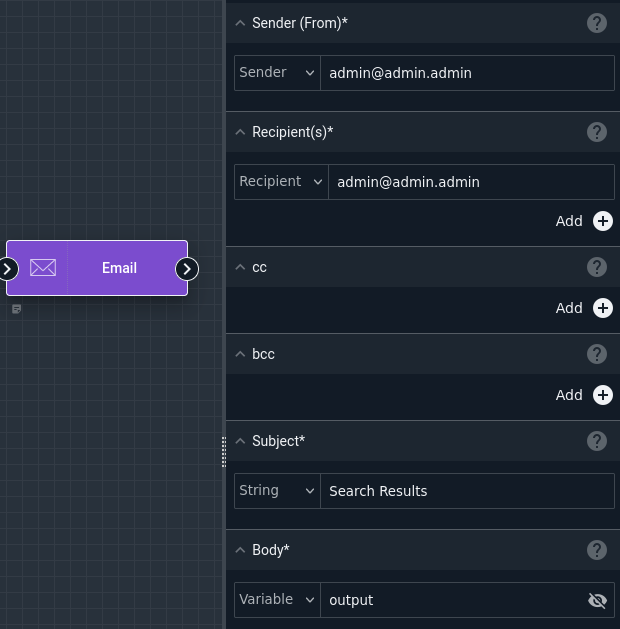 Sender (From)*
Sender admin@admin.admin
Recipient(s)*
Recipient admin@admin.admin
Add
Email
cc
Add
bcc
Add
Subject*
String Search Results
Body*
Variable output